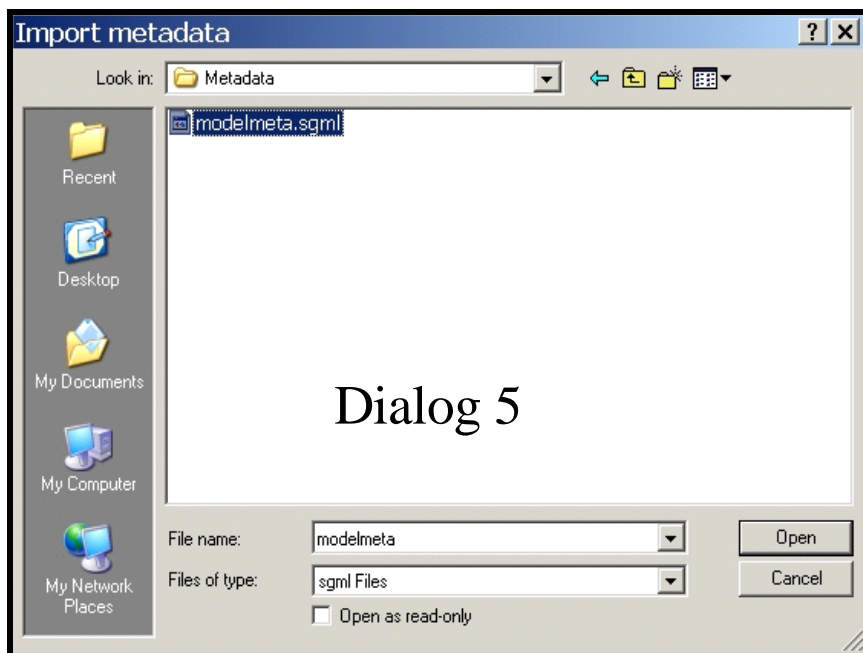 Import metadata
Look in: Metadata
modelmeta.sgml
Recent
Desktop
My Documents
My Computer
My Network
Places
Dialog 5
File name: modelmeta Open
Files of type: sgml Files Cancel
Open as read-only